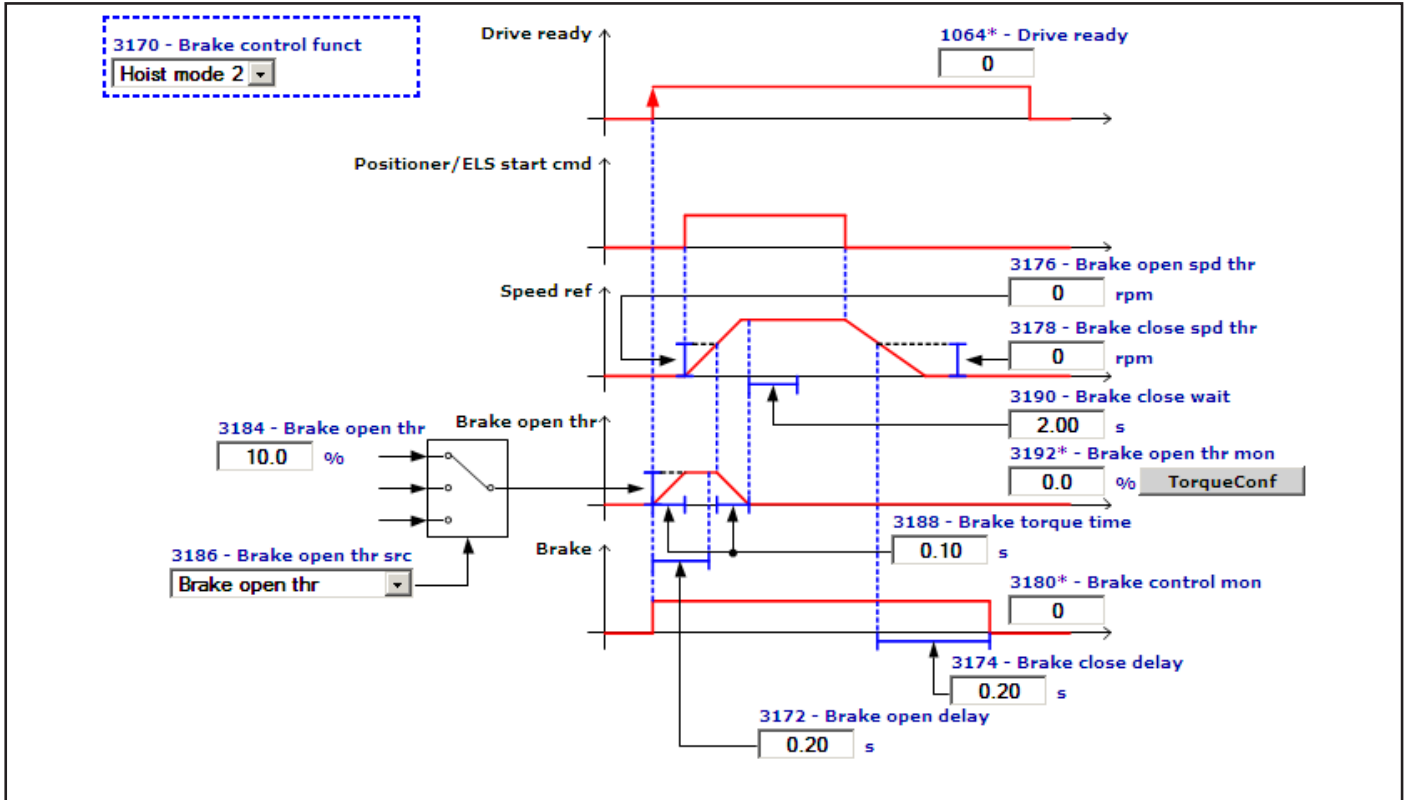 3170 - Brake control funct
Hoist mode 2
Drive ready
1064* - Drive ready
0
Positioner/ELS start cmd
3176 - Brake open spd thr
0 rpm
Speed ref
3178 - Brake close spd thr
0 rpm
3190 - Brake close wait
2.00 s
3184 - Brake open thr
10.0 %
Brake open thr
3192* - Brake open thr mon
0.0 % TorqueConf
3188 - Brake torque time
0.10 s
3186 - Brake open thr src
Brake open thr
Brake
3180* - Brake control mon
0
3174 - Brake close delay
0.20 s
3172 - Brake open delay
0.20 s